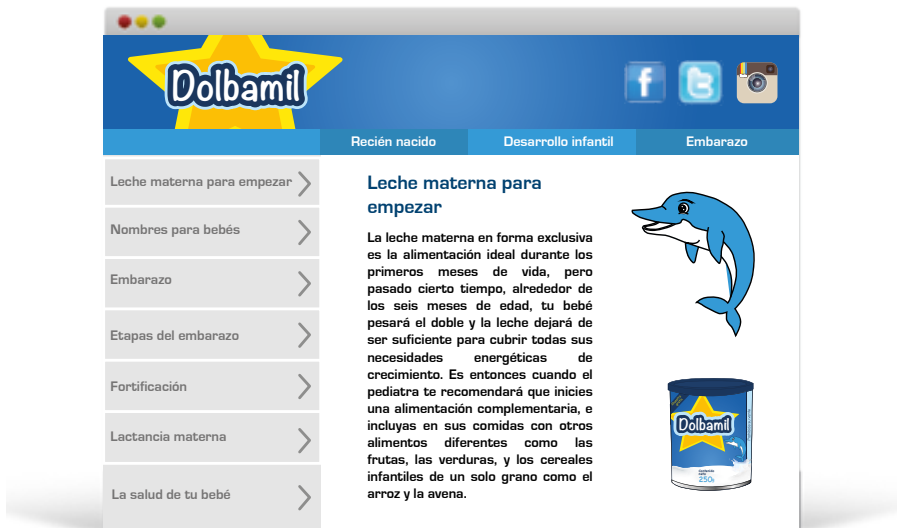 Dolbamil
Recién nacido
Desarrollo infantil
Embarazo
Leche materna para empezar
Nombres para bebés
Embarazo
Etapas del embarazo
Fortificación
Lactancia materna
La salud de tu bebé
Leche materna para
empezar
La leche materna en forma exclusiva
es la alimentación ideal durante los
primeros meses de vida, pero
pasado cierto tiempo, alrededor de
los seis meses de edad, tu bebé
pesará el doble y la leche dejará de
ser suficiente para cubrir todas sus
necesidades energéticas de
crecimiento. Es entonces cuando el
pediatra te recomendará que inicies
una alimentación complementaria, e
incluyas en sus comidas con otros
alimentos diferentes como las
frutas, las verduras, y los cereales
infantiles de un solo grano como el
arroz y la avena.
Dolbamil
250g